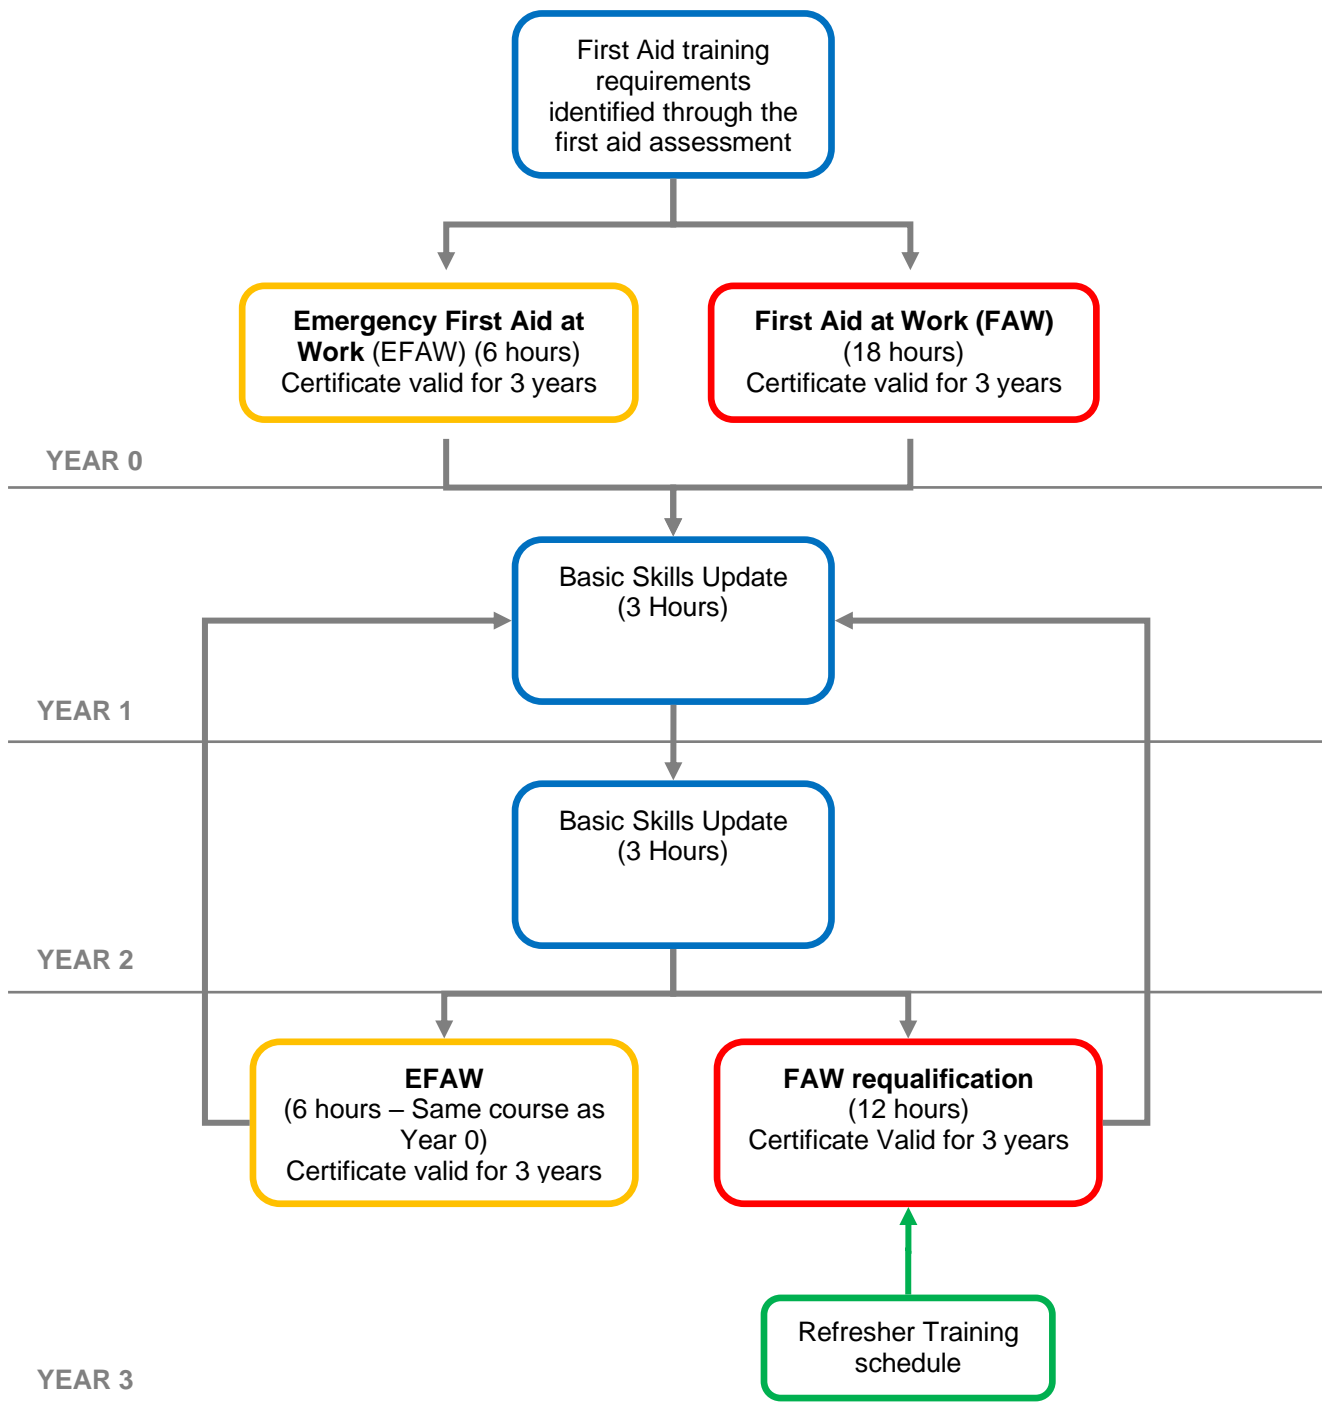 First Aid training
requirements
identified through the
first aid assessment
Emergency First Aid at
Work (EFAW) (6 hours)
Certificate valid for 3 years
First Aid at Work (FAW)
(18 hours)
Certificate valid for 3 years
YEAR 0
Basic Skills Update
(3 Hours)
YEAR 1
Basic Skills Update
(3 Hours)
YEAR 2
EFAW
(6 hours – Same course as
Year 0)
Certificate valid for 3 years
FAW requalification
(12 hours)
Certificate Valid for 3 years
Refresher Training
schedule
YEAR 3